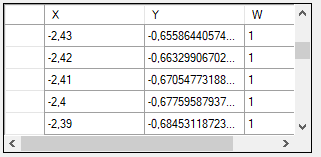 X Y W
-2,43 -0,65586440574... 1
-2,42 -0,66329906702... 1
-2,41 -0,67054773188... 1
-2,4 -0,67759587937... 1
-2,39 -0,68453118723... 1